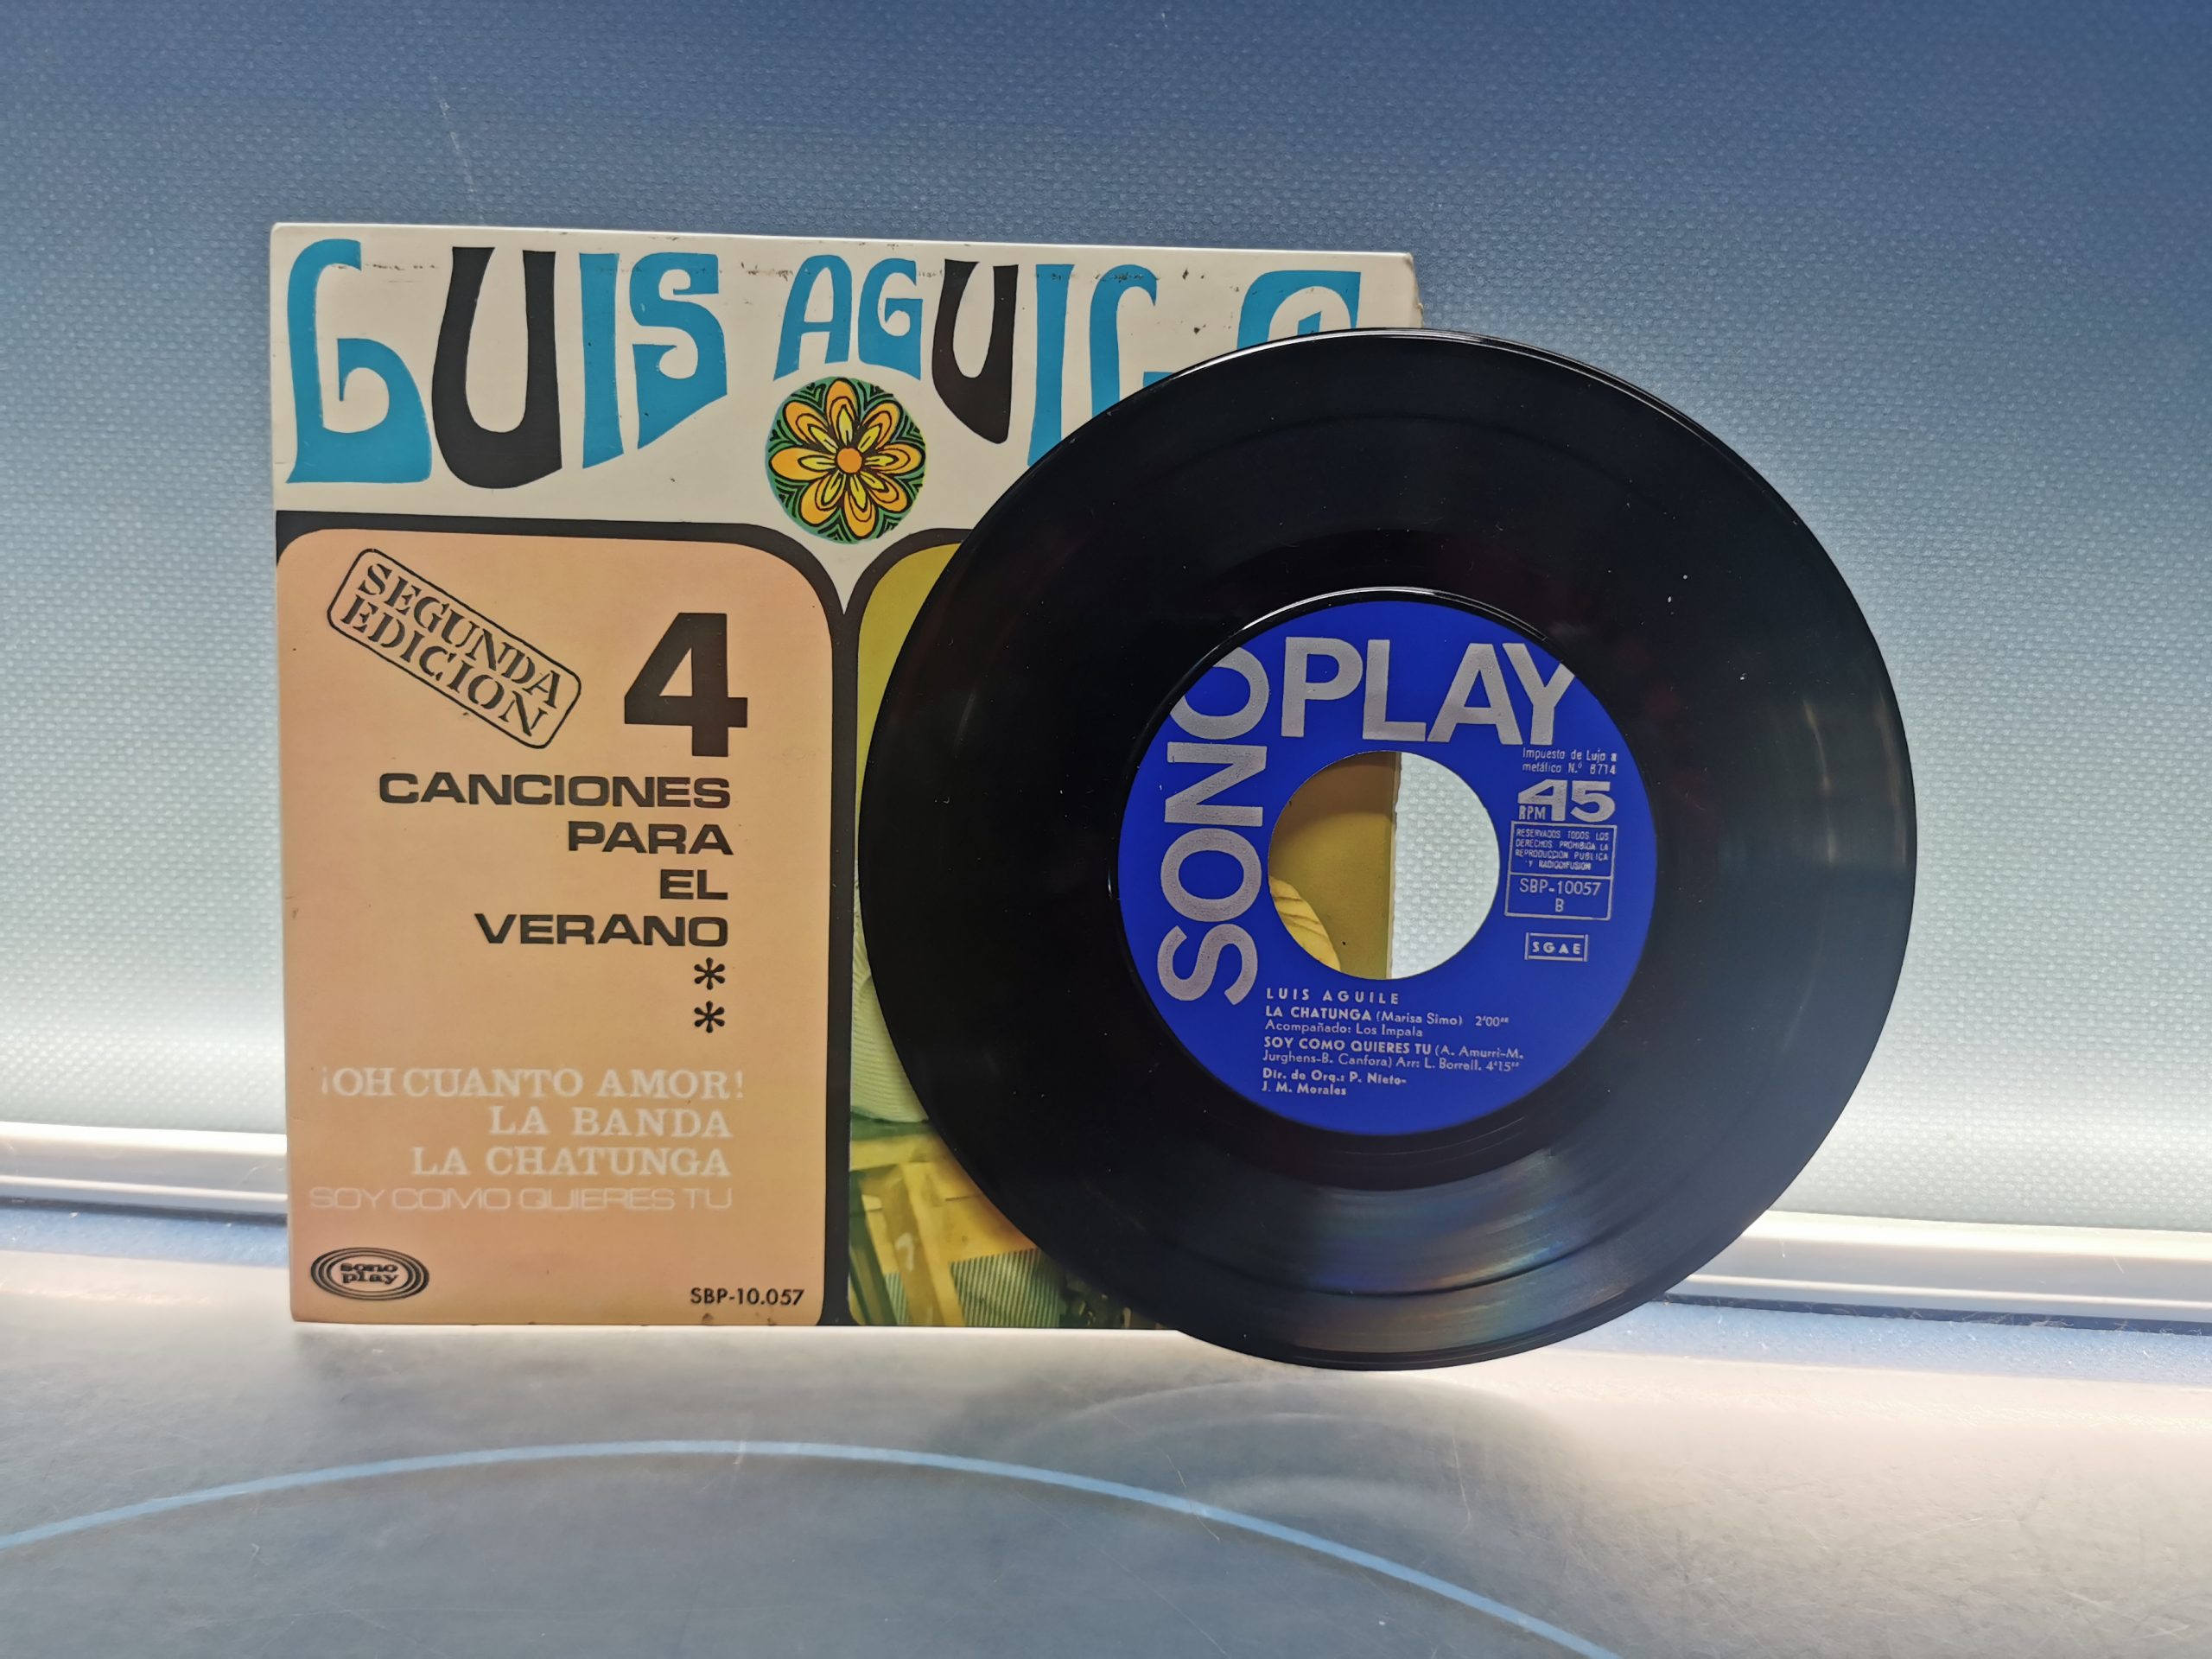 LUIS AGUILE
SEGUNDA
EDICION
4
CANCIONES
PARA
EL
VERANO
*
*
¡OH CUANTO AMOR!
LA BANDA
LA CHATUNGA
SOY COMO QUIERES TU
sono
play
SBP-10.057
SONOPLAY
Impuesto de Lujo a
metálico N.º 6714
45
RPM
RESERVADOS TODOS LOS
DERECHOS PROHIBIDA LA
REPRODUCCION PUBLICA
Y RADIODIFUSION
SBP-10057
B
SGAE
LUIS AGUILE
LA CHATUNGA (Marisa Simo) 2'00"
Acompañado: Los Impala
SOY COMO QUIERES TU (A. Amurri-M.
Jurghens-B. Canfora) Arr: L. Borrell. 4'15"
Dir. de Orq.: P. Nieto-
J. M. Morales